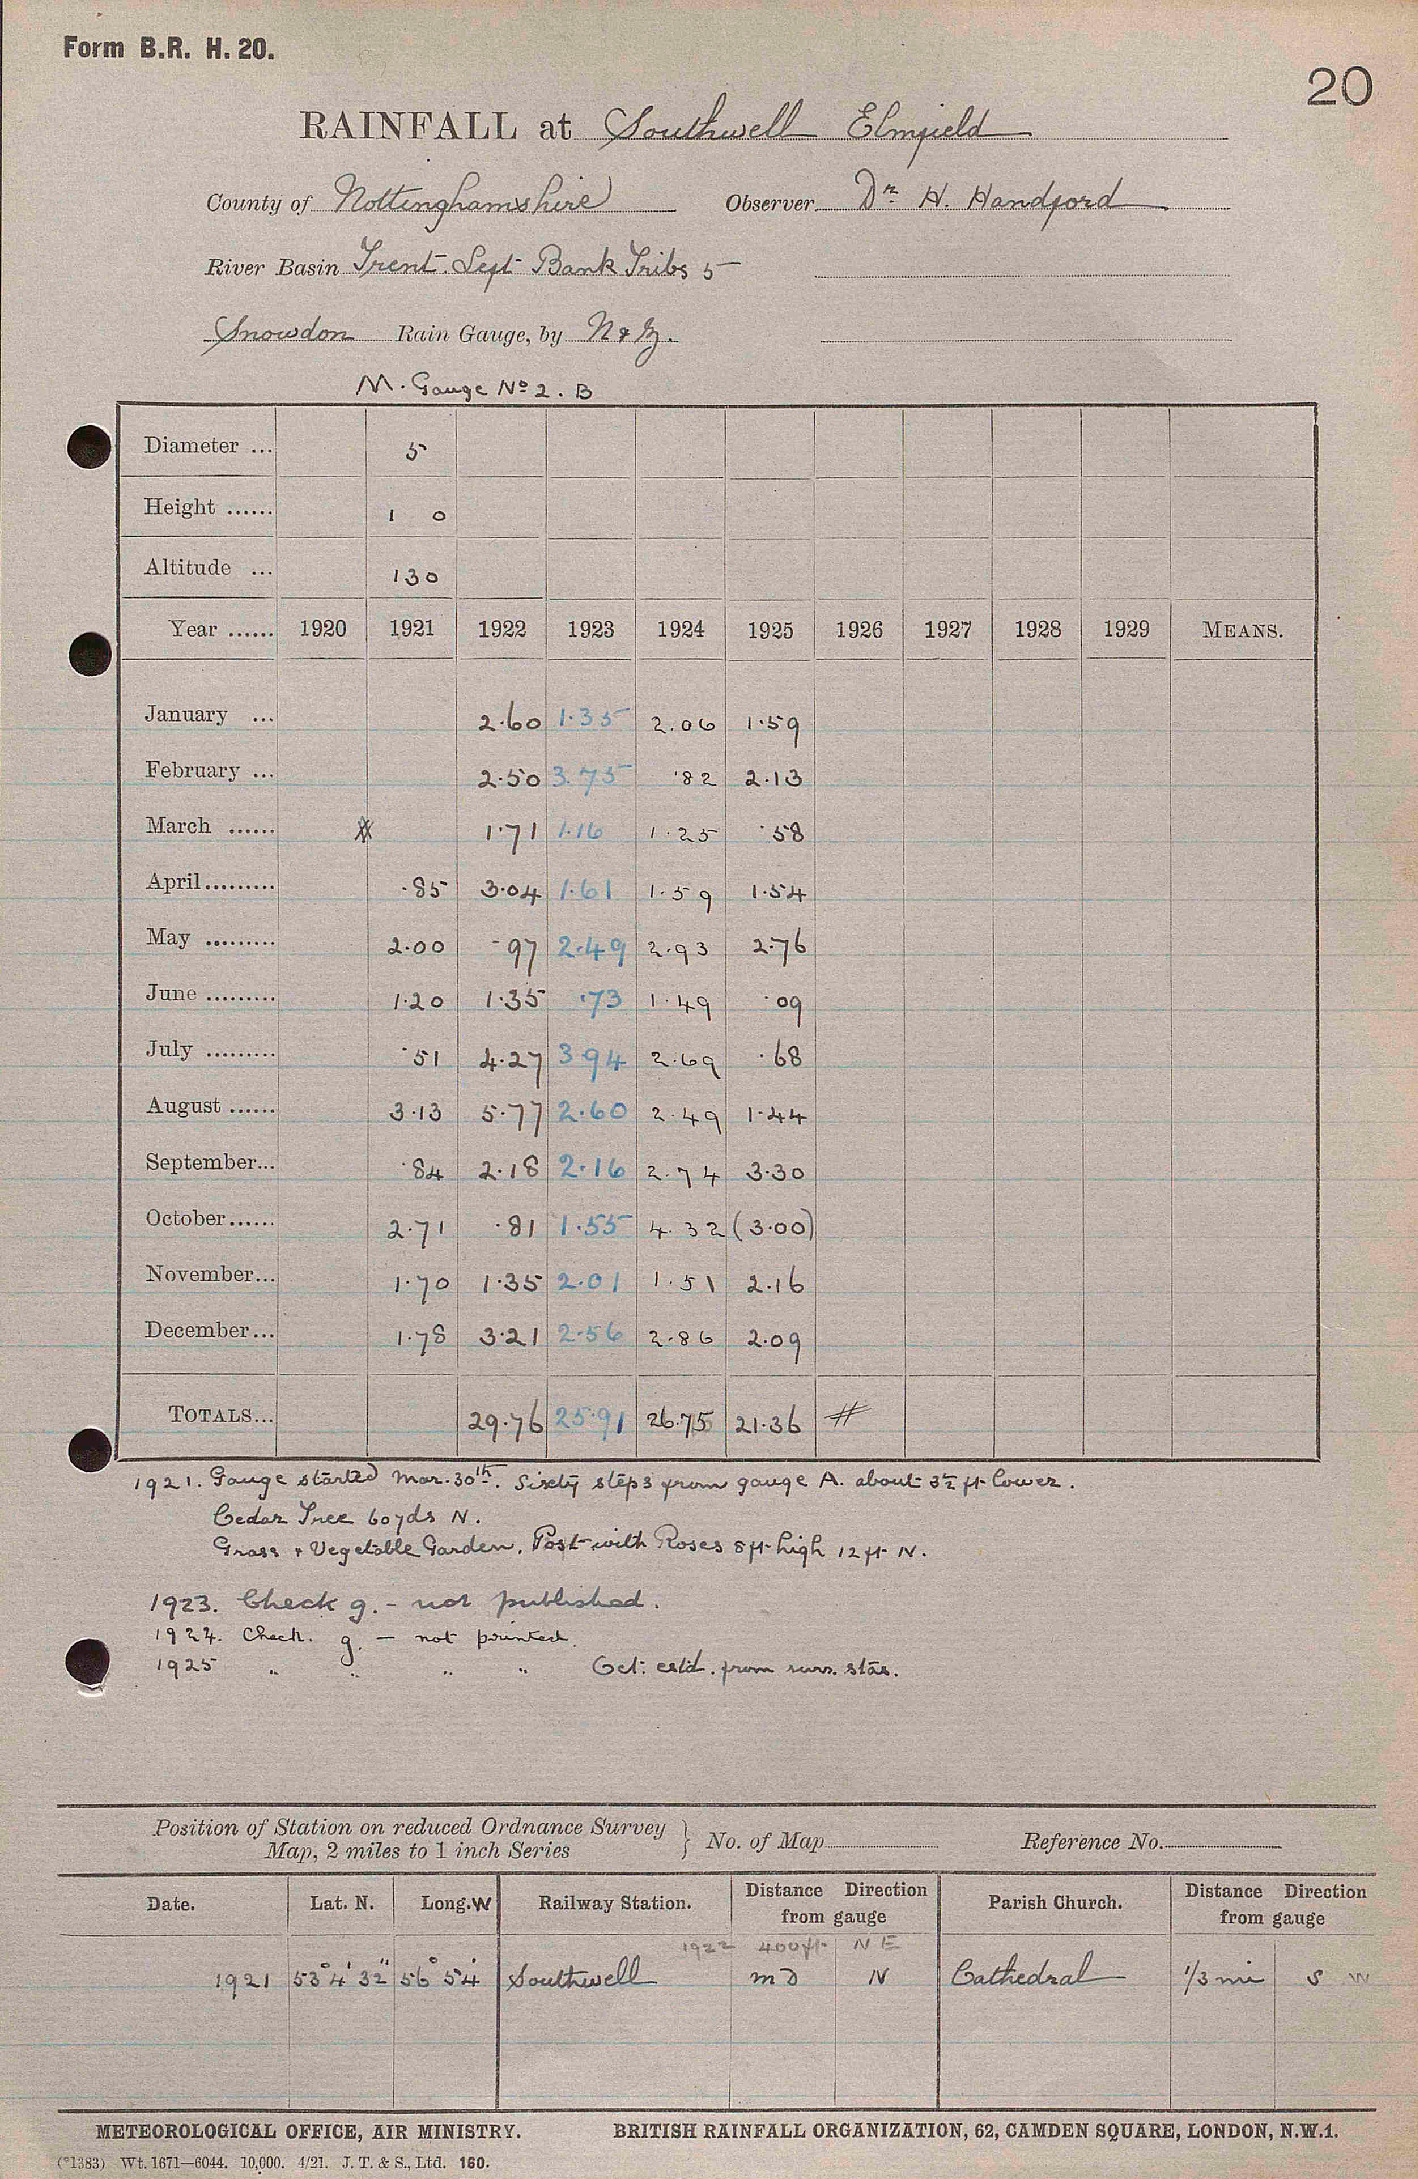 Form B.R. H. 20.
20
RAINFALL at Southwell Elmfield
County of Nottinghamshire Observer Dr. H. Handford
River Basin Trent. Left Bank Tribs 5
Snowdon Rain Gauge, by N & Z.
M. Gauge No 2. B
Diameter ... 5
Height ...... 1 0
Altitude ... 130
Year ...... 1920 1921 1922 1923 1924 1925 1926 1927 1928 1929 MEANS.
January ... 2.60 1.35 2.06 1.59
February ... 2.50 3.75 .82 2.13
March ...... 1.71 1.16 1.25 .58
April......... .85 3.04 1.61 1.59 1.54
May ......... 2.00 .97 2.49 2.93 2.76
June ......... 1.20 1.35 .73 1.49 .09
July ......... .51 4.27 3.94 2.69 .68
August ...... 3.13 5.77 2.60 2.49 1.44
September... .84 2.18 2.16 2.74 3.30
October...... 2.71 .81 1.55 4.32 (3.00)
November... 1.70 1.35 2.01 1.51 2.16
December... 1.78 3.21 2.56 2.86 2.09
TOTALS... 29.76 25.91 26.75 21.36 #
1921. Gauge started Mar. 30th. Sixty steps from gauge A. about 3½ ft lower.
Cedar Tree 60 yds N.
Grass & Vegetable Garden. Post with Roses 8 ft high 12 ft N.
1923. Check g. - not published.
1924. Check. g. - not printed.
1925 " " " " Oct: estd. from surr. stns.
Position of Station on reduced Ordnance Survey
Map, 2 miles to 1 inch Series } No. of Map Reference No.
Date. Lat. N. Long. W Railway Station. Distance Direction from gauge Parish Church. Distance Direction from gauge
1922 400 ft. NE
1921 53° 4' 32" 56° 54' Southwell N Cathedral 1/3 mi S W
METEOROLOGICAL OFFICE, AIR MINISTRY. BRITISH RAINFALL ORGANIZATION, 62, CAMDEN SQUARE, LONDON, N.W.1.
(*1383) Wt. 1671—6044. 10,000. 4/21. J. T. & S., Ltd. 160.